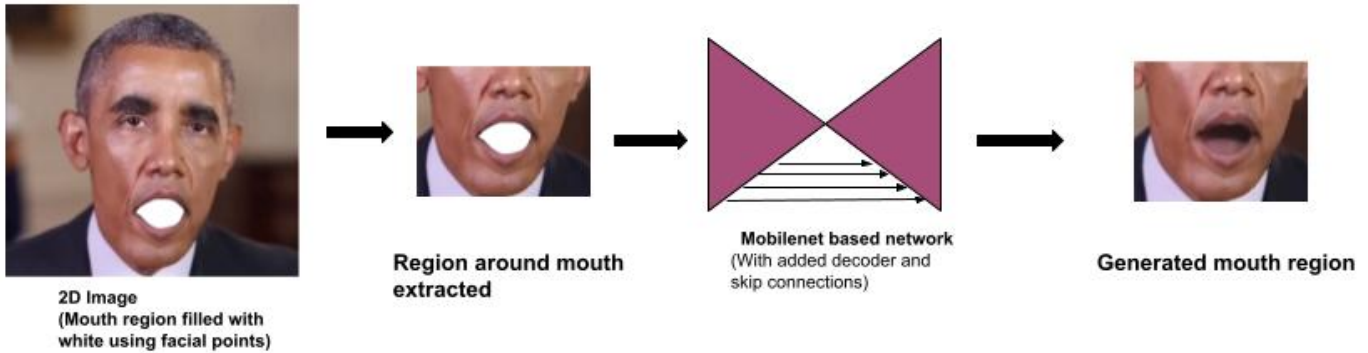 2D Image
(Mouth region filled with
white using facial points)
Region around mouth
extracted
Mobilenet based network
(With added decoder and
skip connections)
Generated mouth region